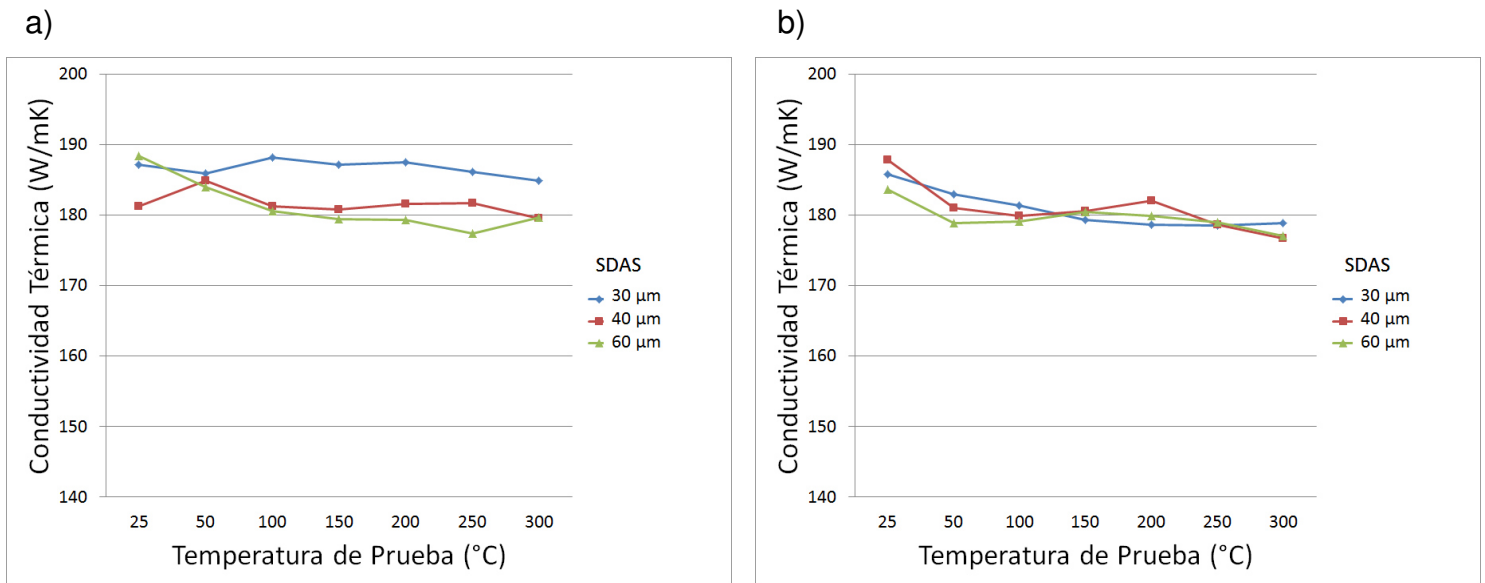 a)
Conductividad Térmica (W/mK)
200
190
180
170
160
150
140
25 50 100 150 200 250 300
Temperatura de Prueba (°C)
SDAS
30 µm
40 µm
60 µm
b)
Conductividad Térmica (W/mK)
200
190
180
170
160
150
140
25 50 100 150 200 250 300
Temperatura de Prueba (°C)
SDAS
30 µm
40 µm
60 µm